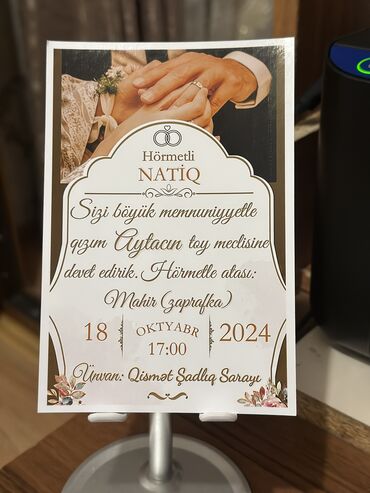 Hörmetli
NATİQ
Sizi böyük memnuniyyetle
qızım Aytacın toy meclisine
devet edirik. Hörmetle atası:
Mahir (zaprafka)
18 OKTYABR 2024
17:00
Ünvan: Qismət Şadlıq Sarayı